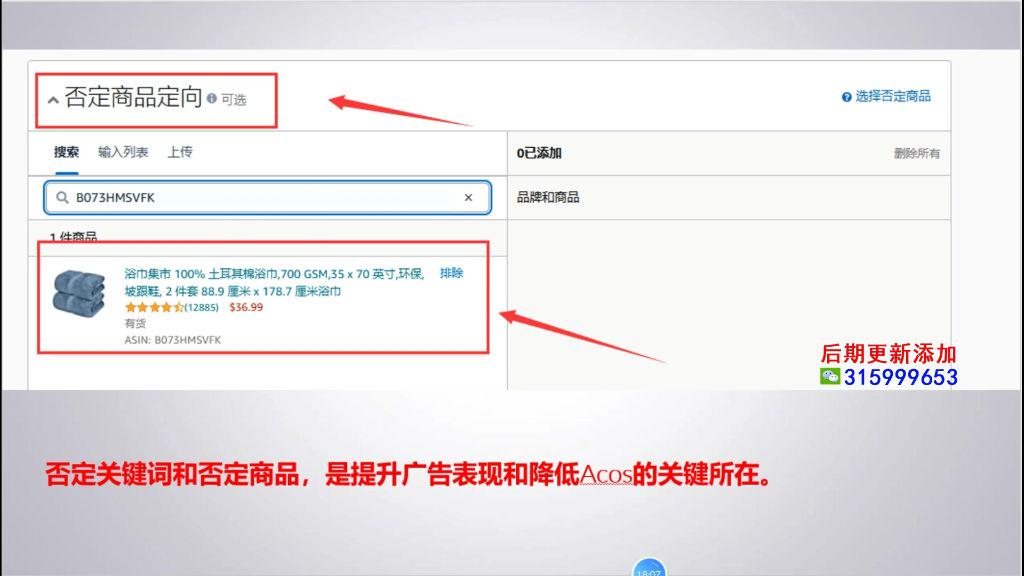 否定商品定向 可选
选择否定商品
搜索 输入列表 上传
0已添加 删除所有
B073HMSVFK
品牌和商品
1 件商品
浴巾集市 100% 土耳其棉浴巾,700 GSM,35 x 70 英寸,环保, 排除
坡跟鞋, 2 件套 88.9 厘米 x 178.7 厘米浴巾
(12885) $36.99
有货
ASIN: B073HMSVFK
后期更新添加
315999653
否定关键词和否定商品，是提升广告表现和降低Acos的关键所在。
18:07